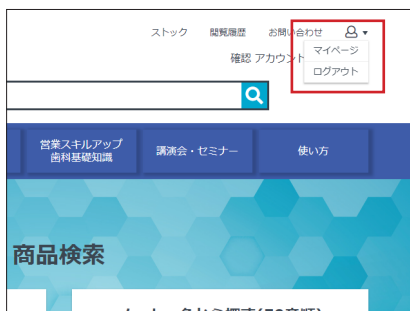 ストック 閲覧履歴 お問い合わせ
マイページ
確認 アカウント
ログアウト
営業スキルアップ
歯科基礎知識
講演会・セミナー
使い方
商品検索